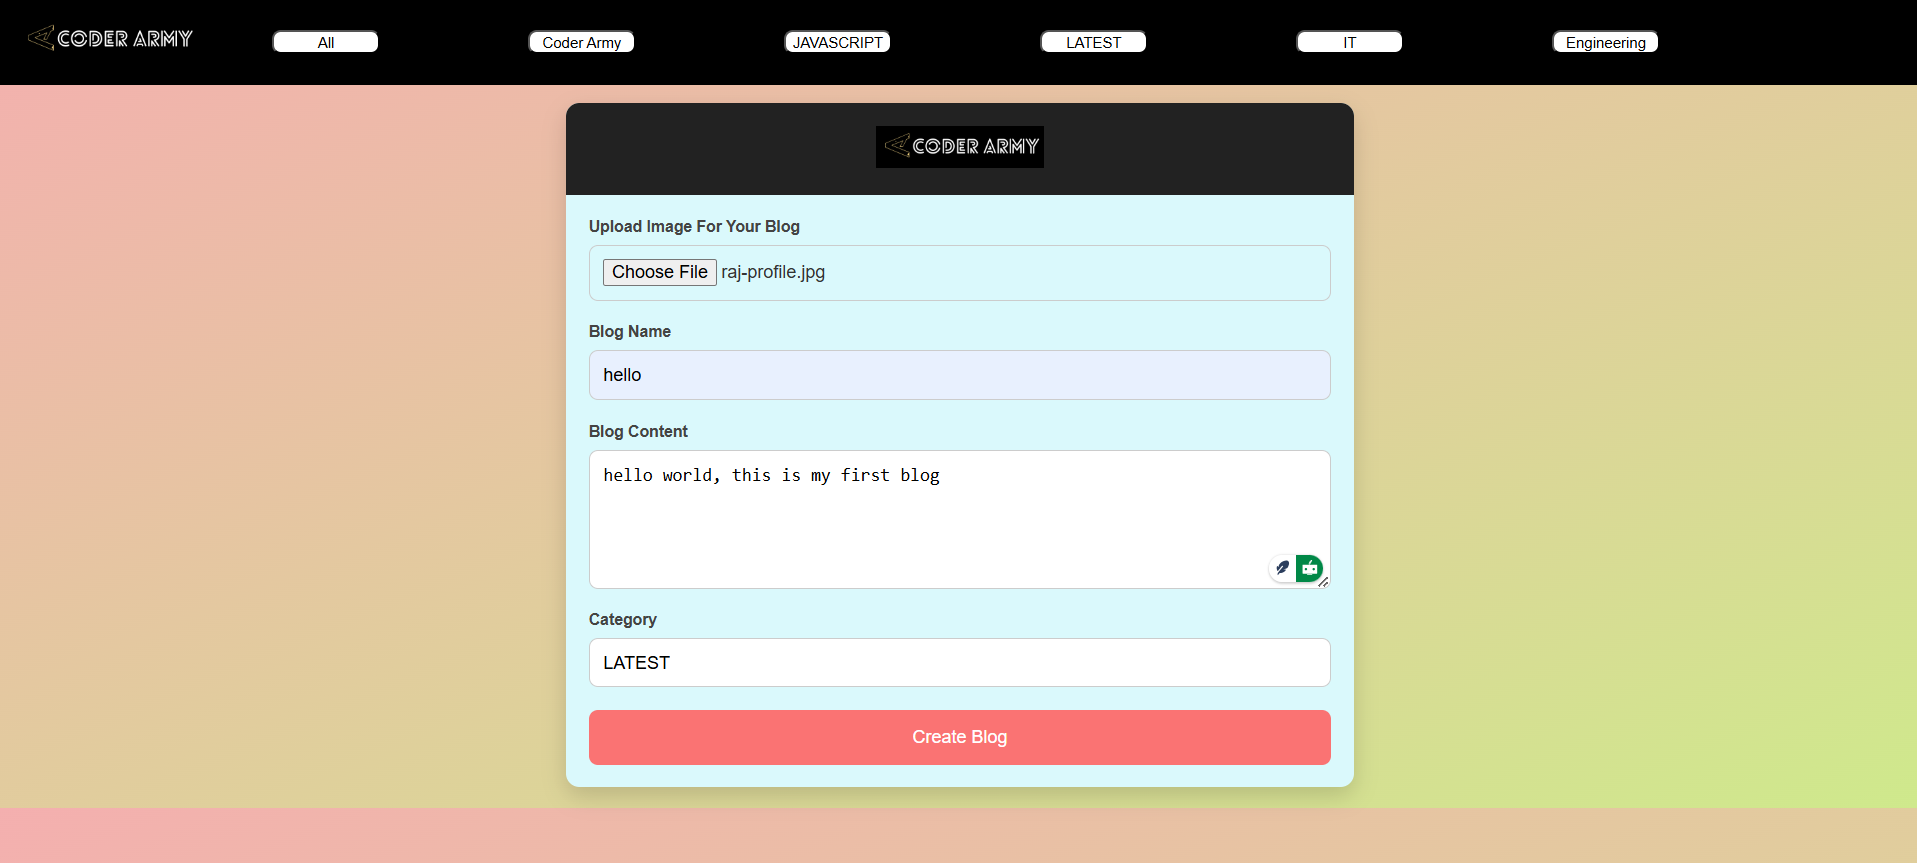 CODER ARMY
All
Coder Army
JAVASCRIPT
LATEST
IT
Engineering
CODER ARMY
Upload Image For Your Blog
Choose File raj-profile.jpg
Blog Name
hello
Blog Content
hello world, this is my first blog
Category
LATEST
Create Blog